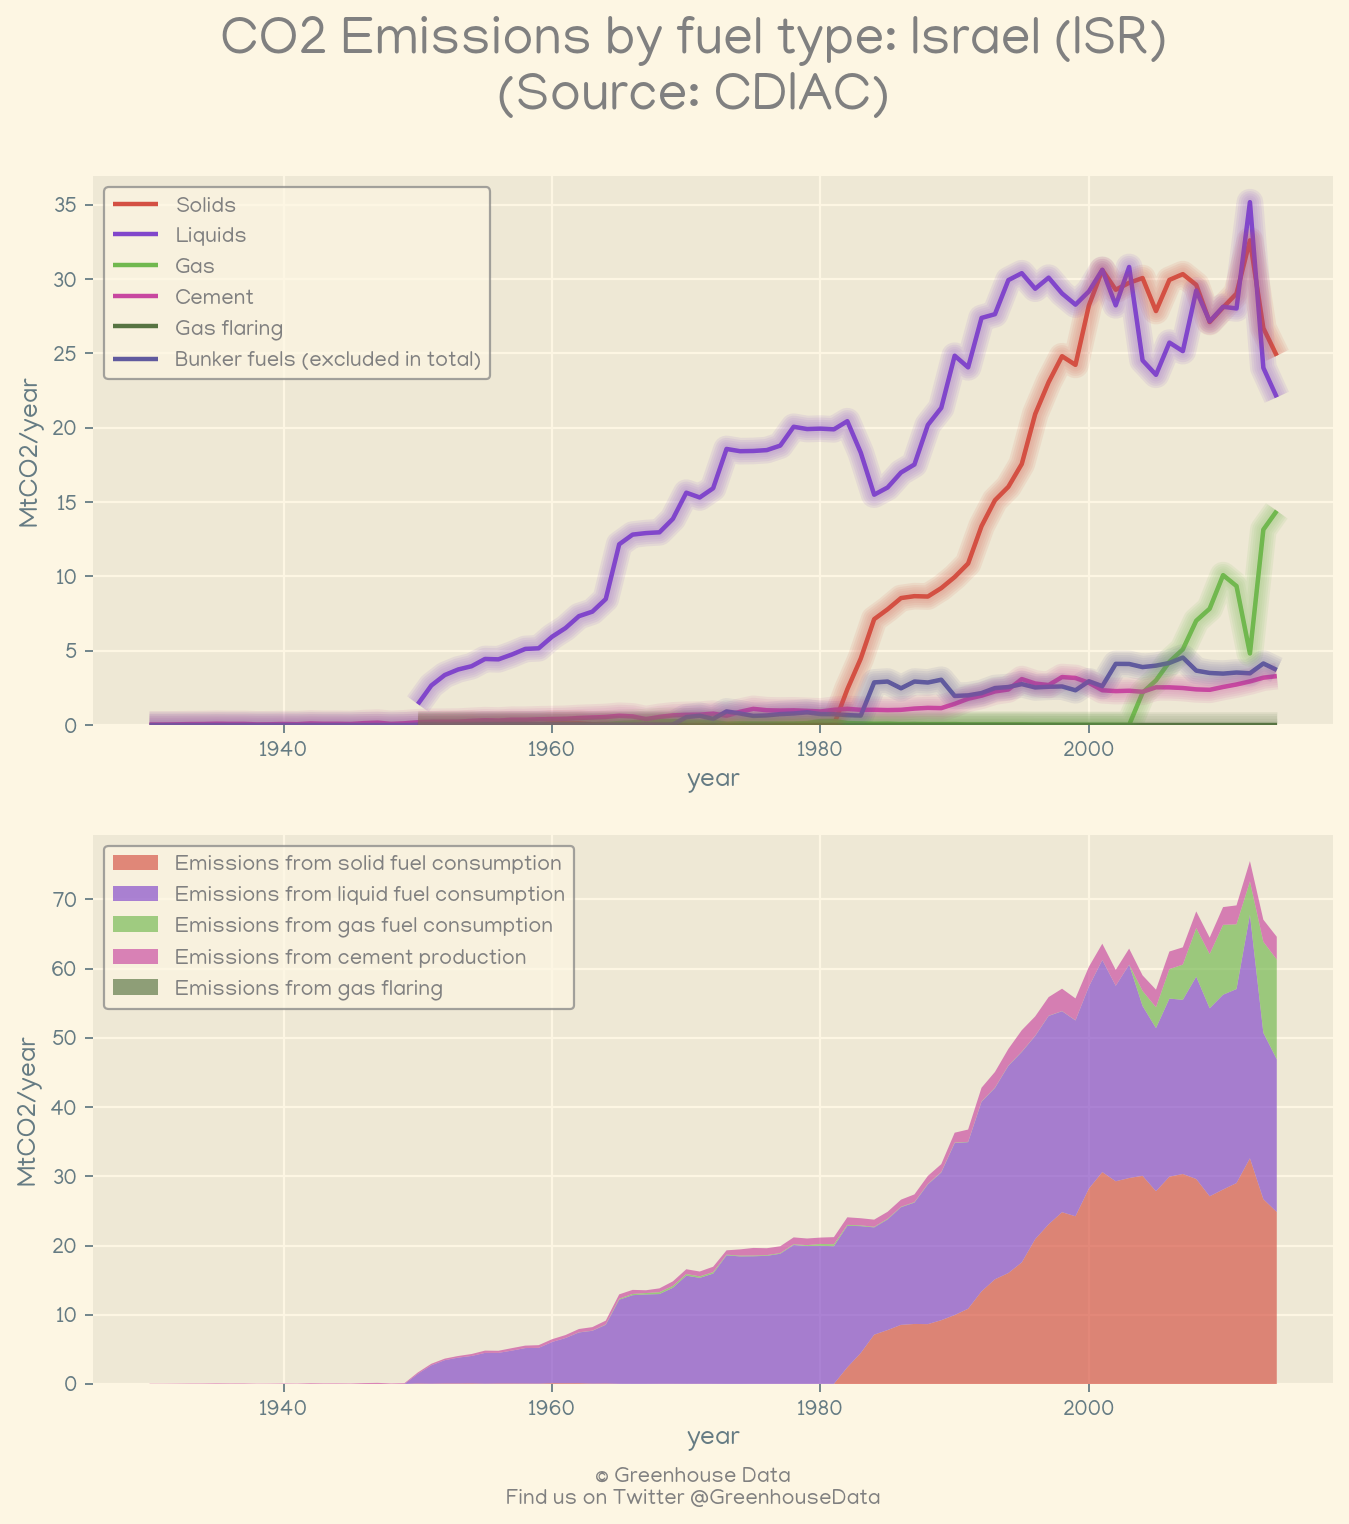 CO2 Emissions by fuel type: Israel (ISR)
(Source: CDIAC)
Solids
Liquids
Gas
Cement
Gas flaring
Bunker fuels (excluded in total)
35
30
25
20
15
10
5
0
MtCO2/year
1940
1960
1980
2000
year
Emissions from solid fuel consumption
Emissions from liquid fuel consumption
Emissions from gas fuel consumption
Emissions from cement production
Emissions from gas flaring
70
60
50
40
30
20
10
0
MtCO2/year
1940
1960
1980
2000
year
© Greenhouse Data
Find us on Twitter @GreenhouseData